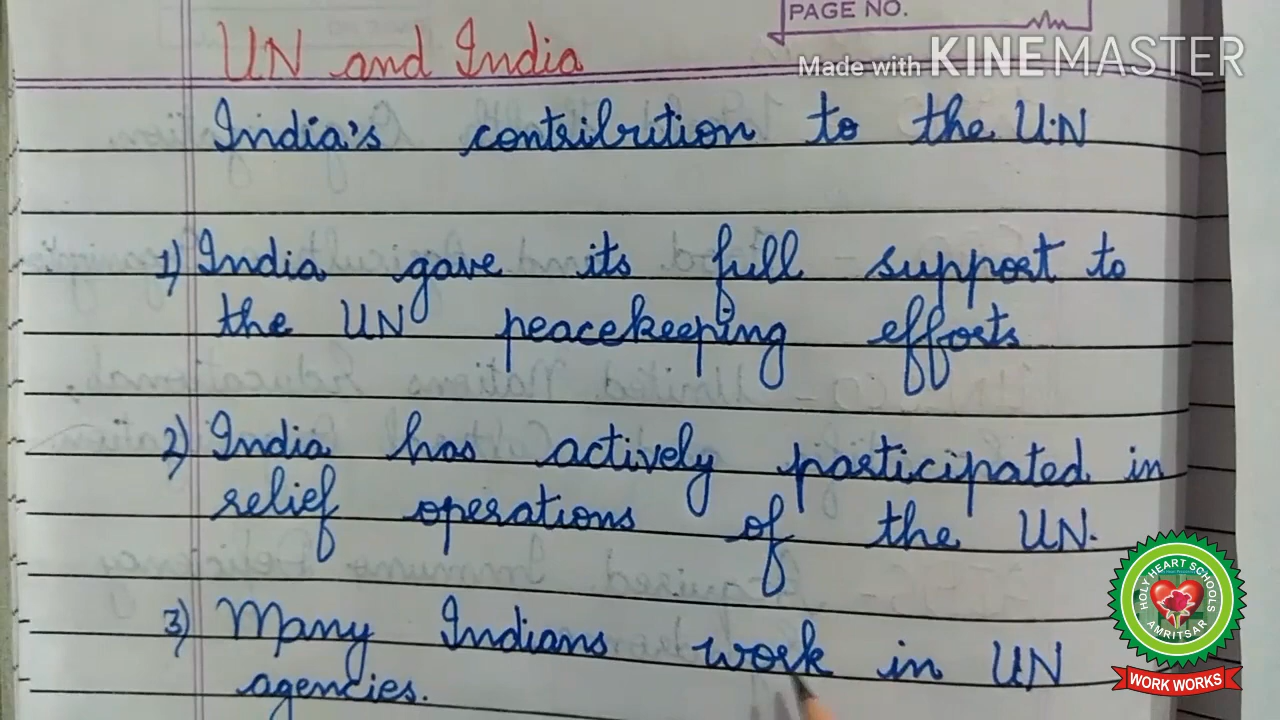 PAGE NO.
Made with KINEMASTER
UN and India
India's contribution to the U.N
1) India gave its full support to
the UN peacekeeping efforts
2) India has actively participated in
relief operations of the UN.
3) Many Indians work in UN
agencies.
HOLY HEART SCHOOLS
AMRITSAR
WORK WORKS